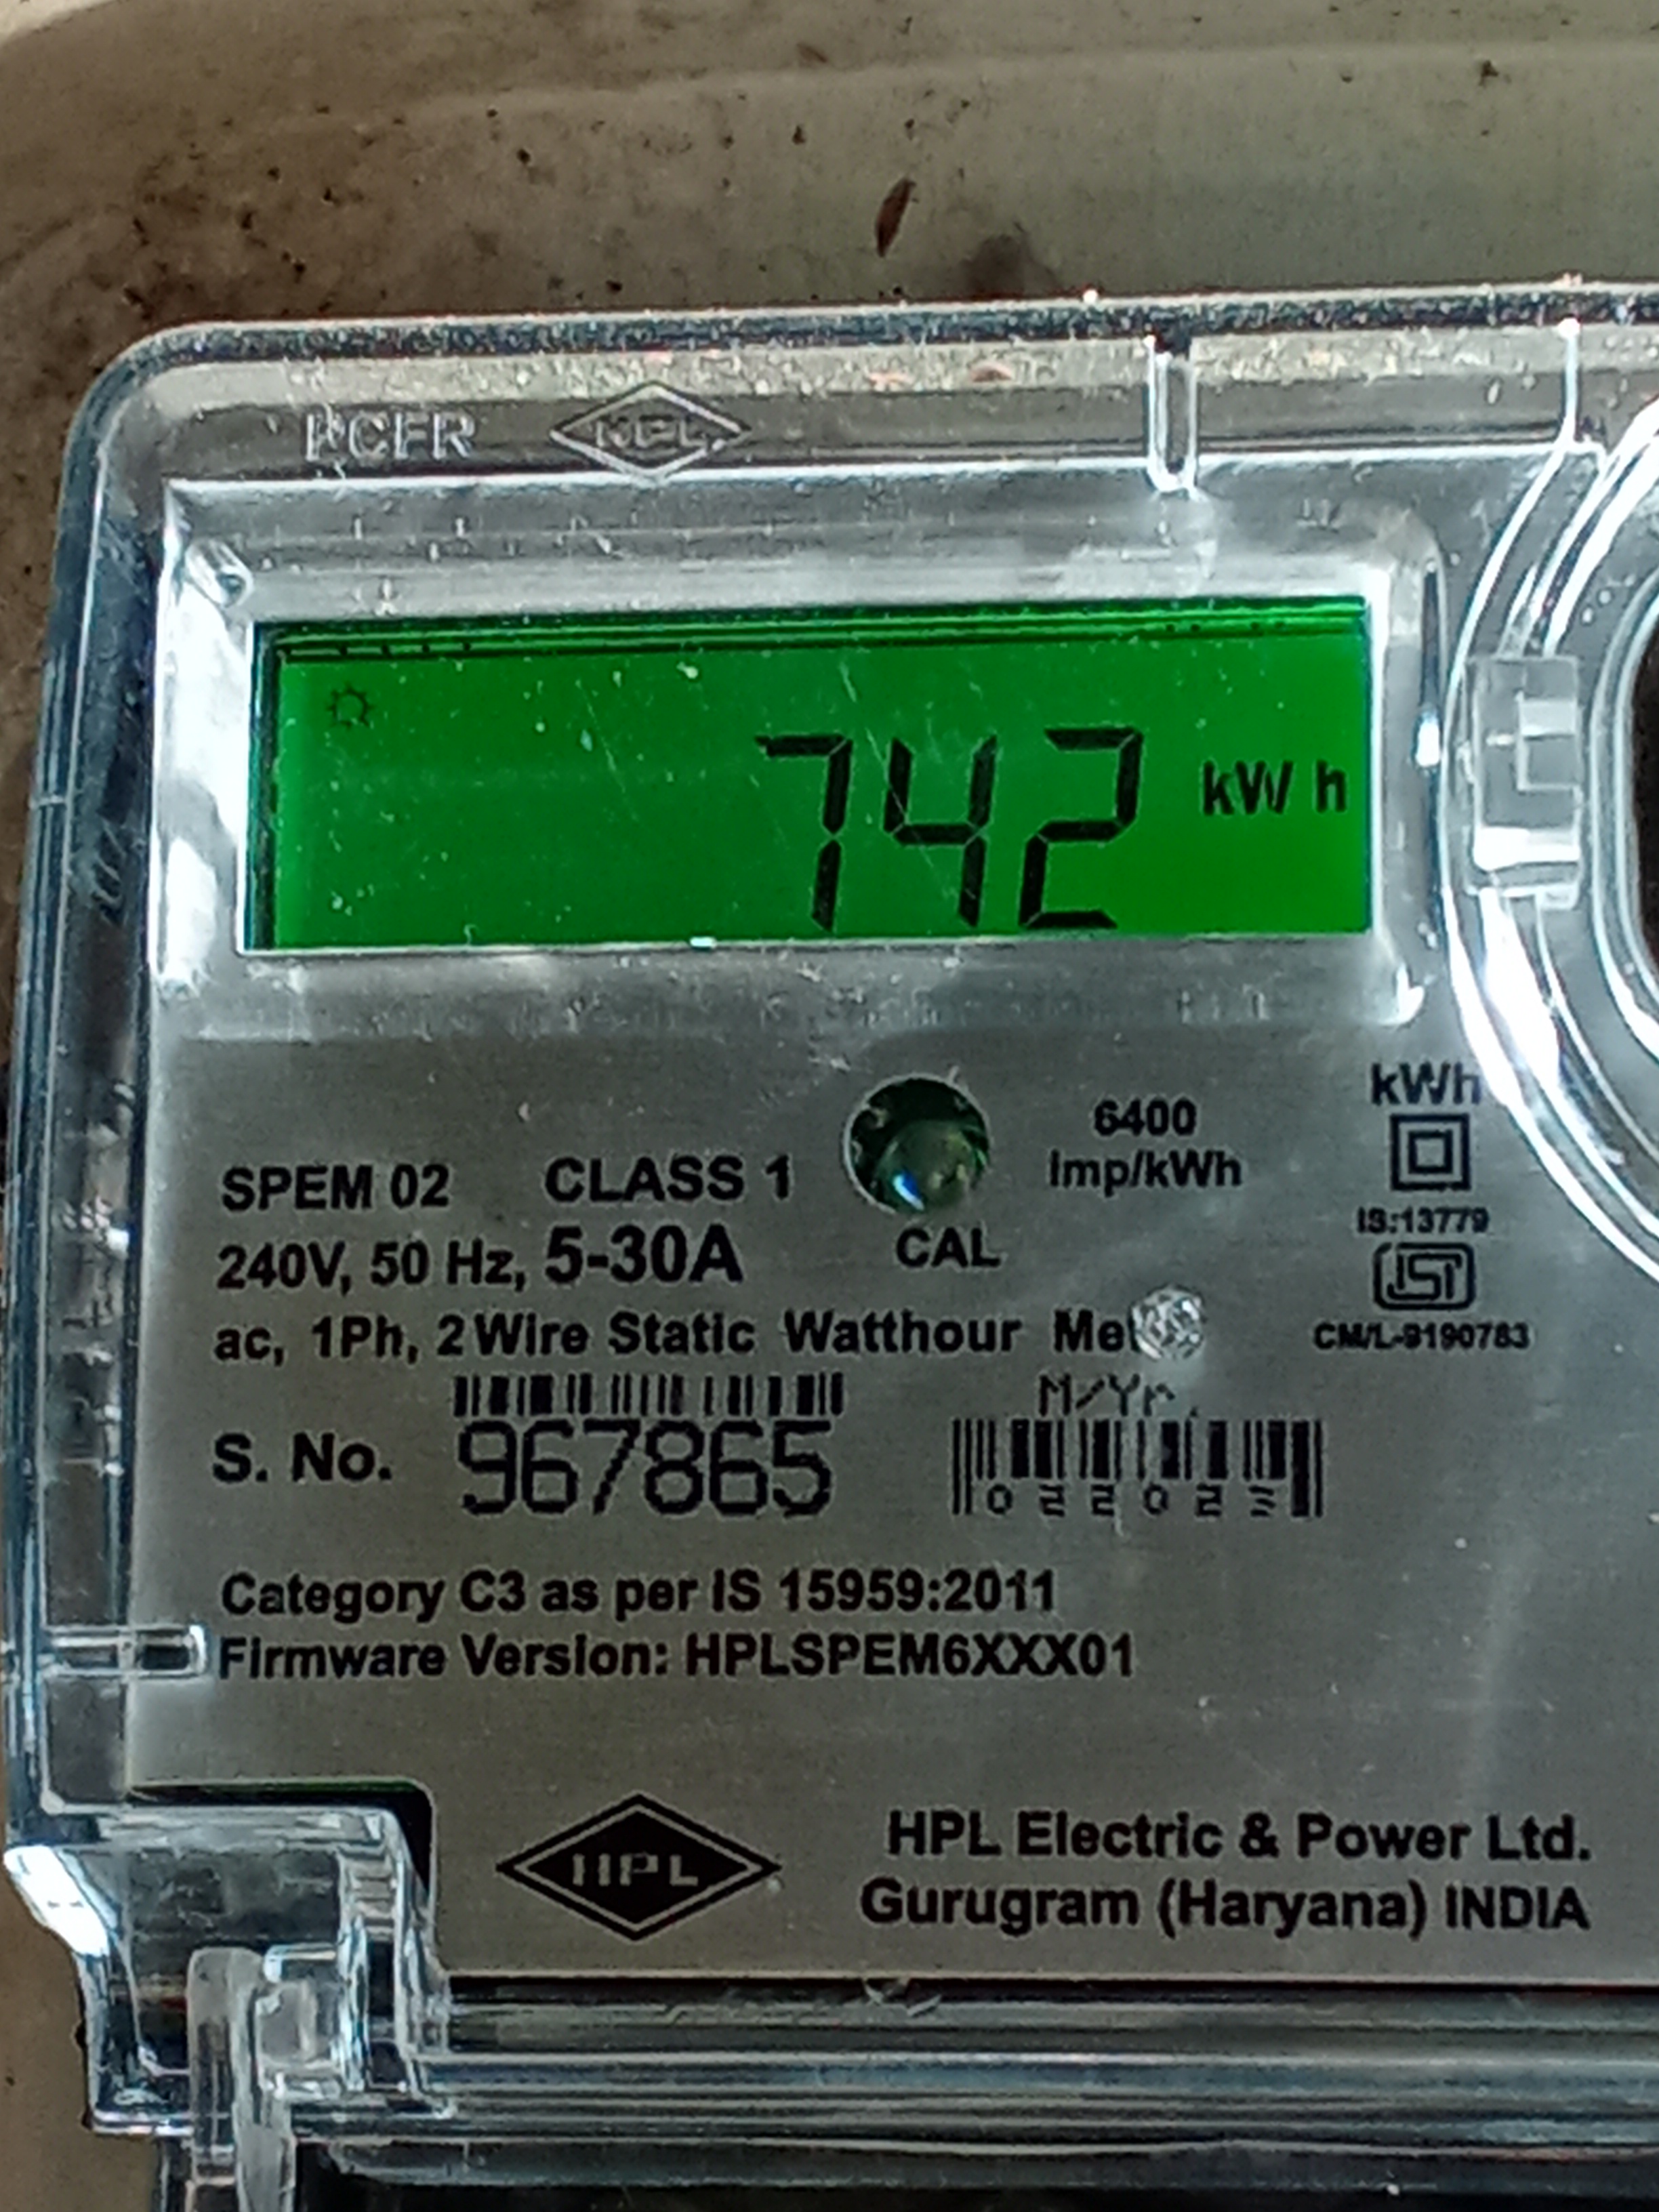 PCFR HPL
742 kWh
6400
Imp/kWh
kWh
SPEM 02 CLASS 1
IS:13779
240V, 50 Hz, 5-30A
CAL
ISI
CM/L-9190783
ac, 1Ph, 2 Wire Static Watthour
M/Yr.
S. No. 967865
022023
Category C3 as per IS 15959:2011
Firmware Version: HPLSPEM6XXX01
HPL
HPL Electric & Power Ltd.
Gurugram (Haryana) INDIA